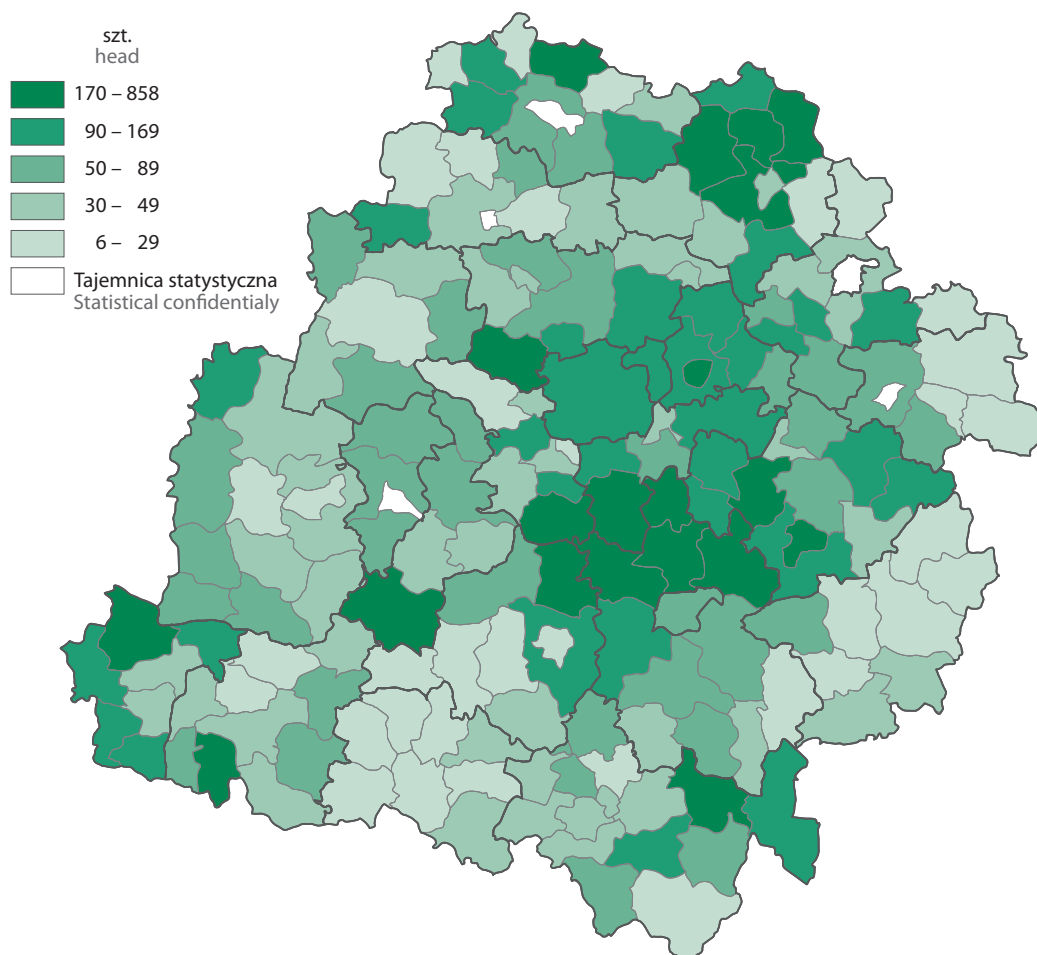 szt.
head
170 – 858
90 – 169
50 – 89
30 – 49
6 – 29
Tajemnica statystyczna
Statistical confidentialy